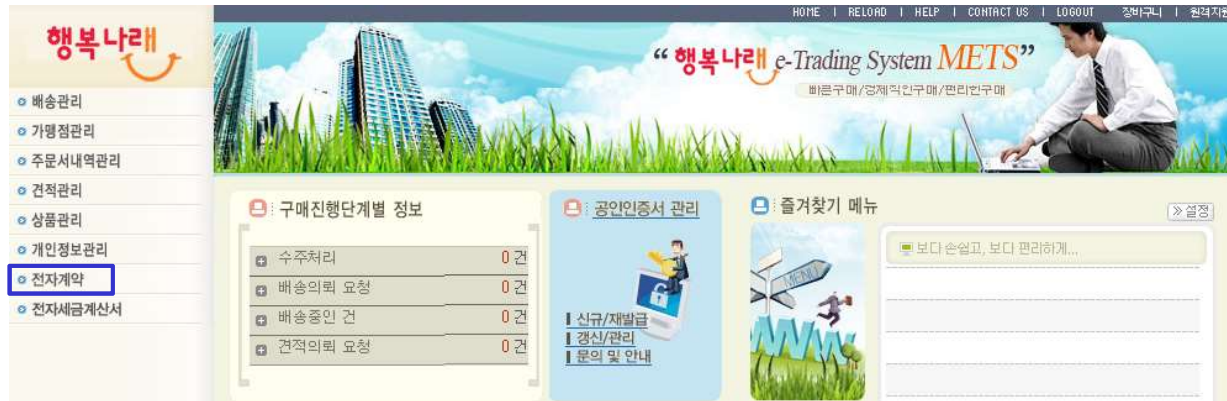 HOME | RELOAD | HELP | CONTACT US | LOGOUT 장바구니 | 원격지원
행복나래
“행복나래 e-Trading System METS”
빠른구매/경제적인구매/편리한구매
배송관리
가맹점관리
주문서내역관리
견적관리
상품관리
개인정보관리
전자계약
전자세금계산서
구매진행단계별 정보
수주처리 0 건
배송의뢰 요청 0 건
배송중인 건 0 건
견적의뢰 요청 0 건
공인인증서 관리
신규/재발급
갱신/관리
문의 및 안내
즐겨찾기 메뉴
≫설정
MENU
WWW
보다 손쉽고, 보다 편리하게...